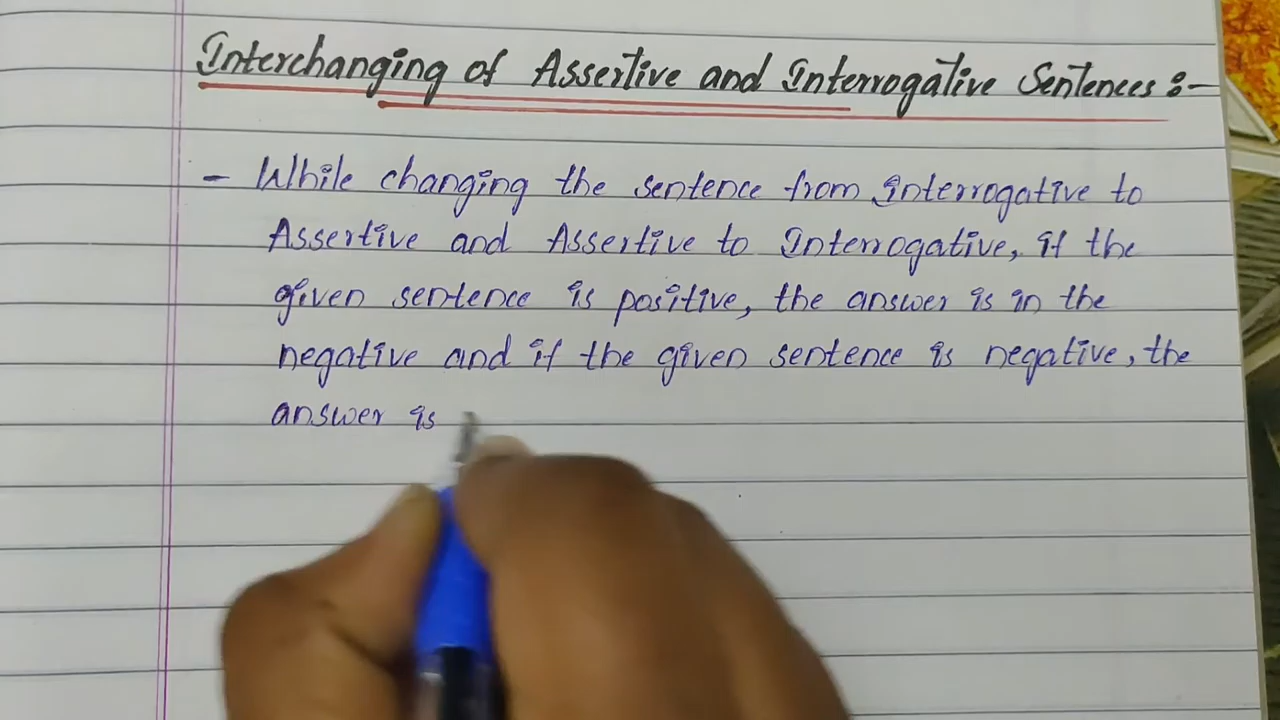 Interchanging of Assertive and Interrogative Sentences :-
- While changing the sentence from interrogative to
Assertive and Assertive to Interrogative, if the
given sentence is positive, the answer is in the
negative and if the given sentence is negative, the
answer is